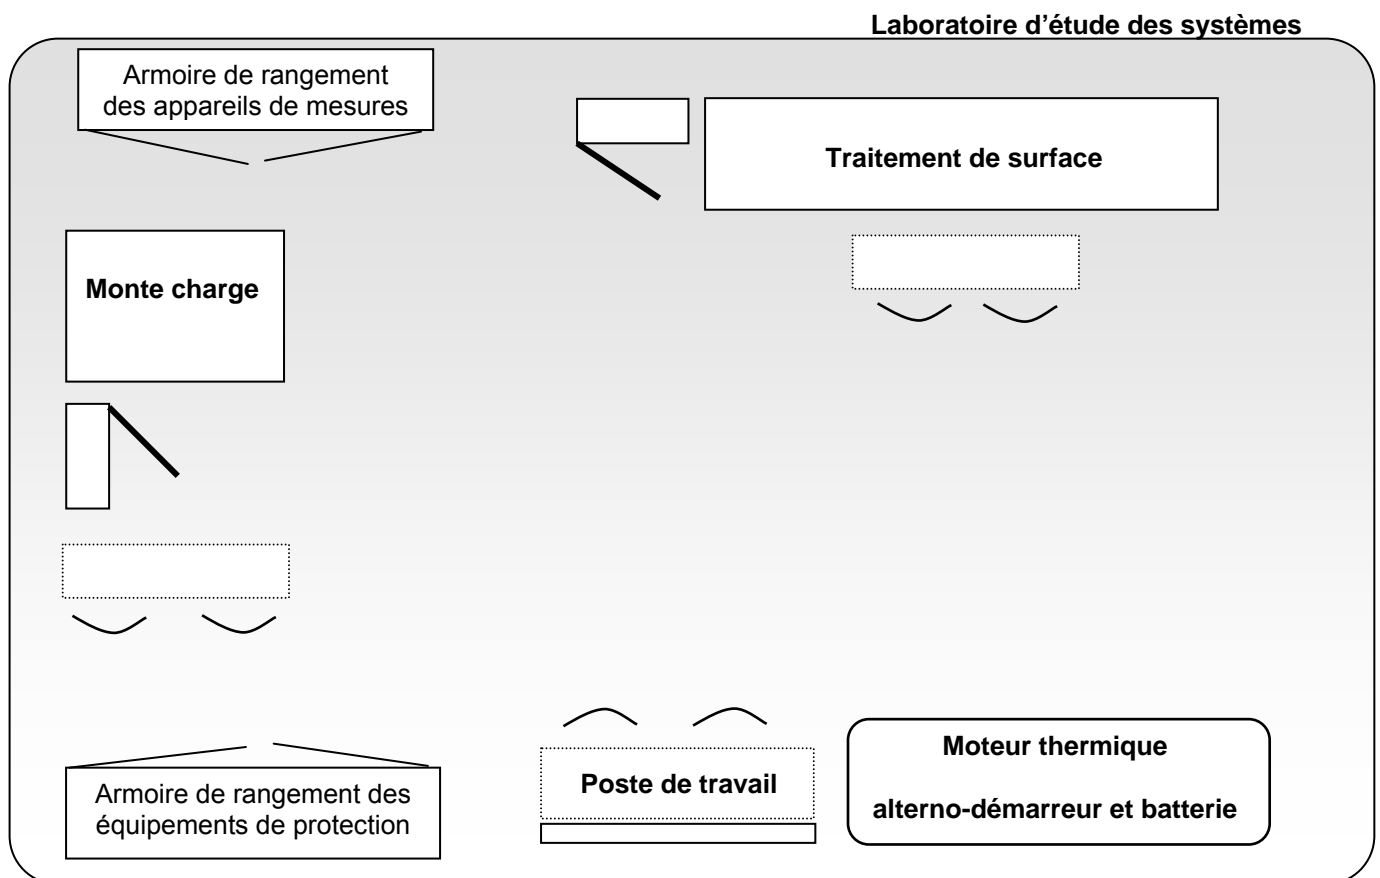 Laboratoire d’étude des systèmes
Armoire de rangement
des appareils de mesures
Traitement de surface
Monte charge
Armoire de rangement des
équipements de protection
Poste de travail
Moteur thermique
alterno-démarreur et batterie